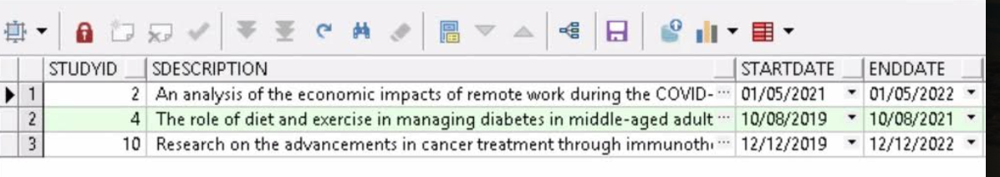 STUDYID SDESCRIPTION STARTDATE ENDDATE
1 2 An analysis of the economic impacts of remote work during the COVID- ... 01/05/2021 01/05/2022
2 4 The role of diet and exercise in managing diabetes in middle-aged adult ... 10/08/2019 10/08/2021
3 10 Research on the advancements in cancer treatment through immunoth ... 12/12/2019 12/12/2022